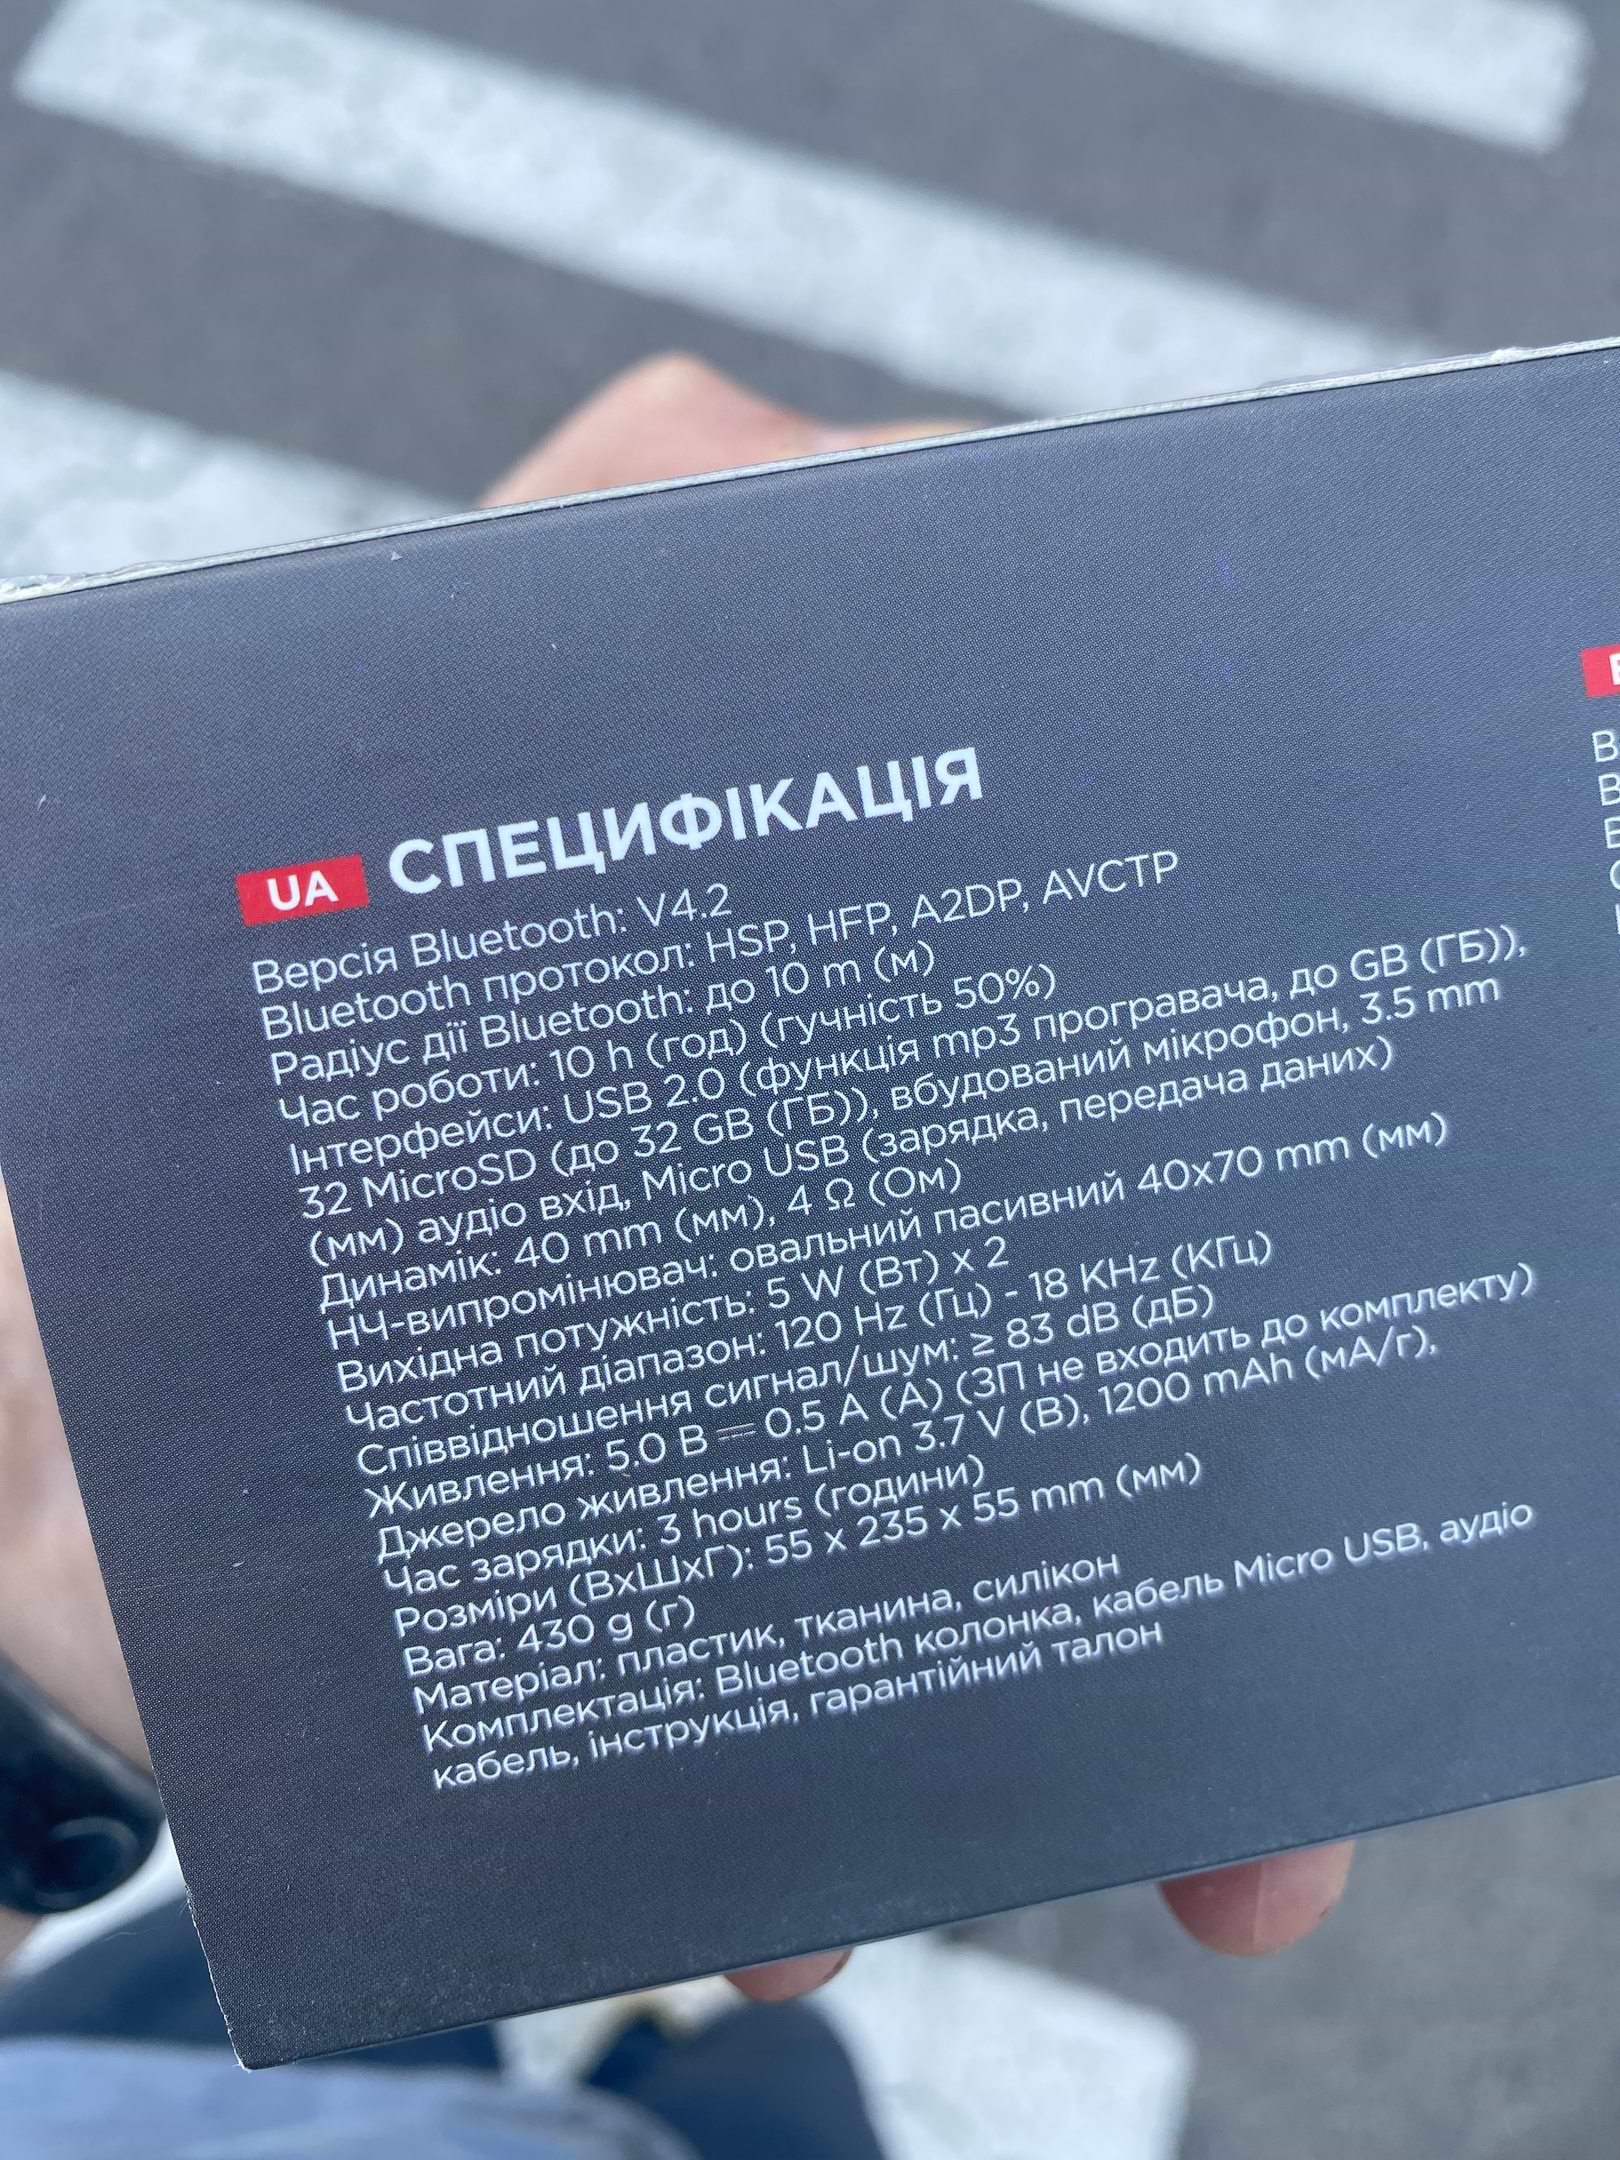 UA СПЕЦИФІКАЦІЯ
Версія Bluetooth: V4.2
Bluetooth протокол: HSP, HFP, A2DP, AVCTP
Радіус дії Bluetooth: до 10 m (м)
Час роботи: 10 h (год) (гучність 50%)
Інтерфейси: USB 2.0 (функція mp3 програвача, до GB (ГБ)),
32 MicroSD (до 32 GB (ГБ)), вбудований мікрофон, 3.5 mm
(мм) аудіо вхід, Micro USB (зарядка, передача даних)
Динамік: 40 mm (мм), 4 Ω (Ом)
НЧ-випромінювач: овальний пасивний 40x70 mm (мм)
Вихідна потужність: 5 W (Вт) x 2
Частотний діапазон: 120 Hz (Гц) - 18 KHz (КГц)
Співвідношення сигнал/шум: ≥ 83 dB (дБ)
Живлення: 5.0 В ⎓ 0.5 A (А) (ЗП не входить до комплекту)
Джерело живлення: Li-on 3.7 V (В), 1200 mAh (мА/г),
Час зарядки: 3 hours (години)
Розміри (ВхШхГ): 55 x 235 x 55 mm (мм)
Вага: 430 g (г)
Матеріал: пластик, тканина, силікон
Комплектація: Bluetooth колонка, кабель Micro USB, аудіо
кабель, інструкція, гарантійний талон